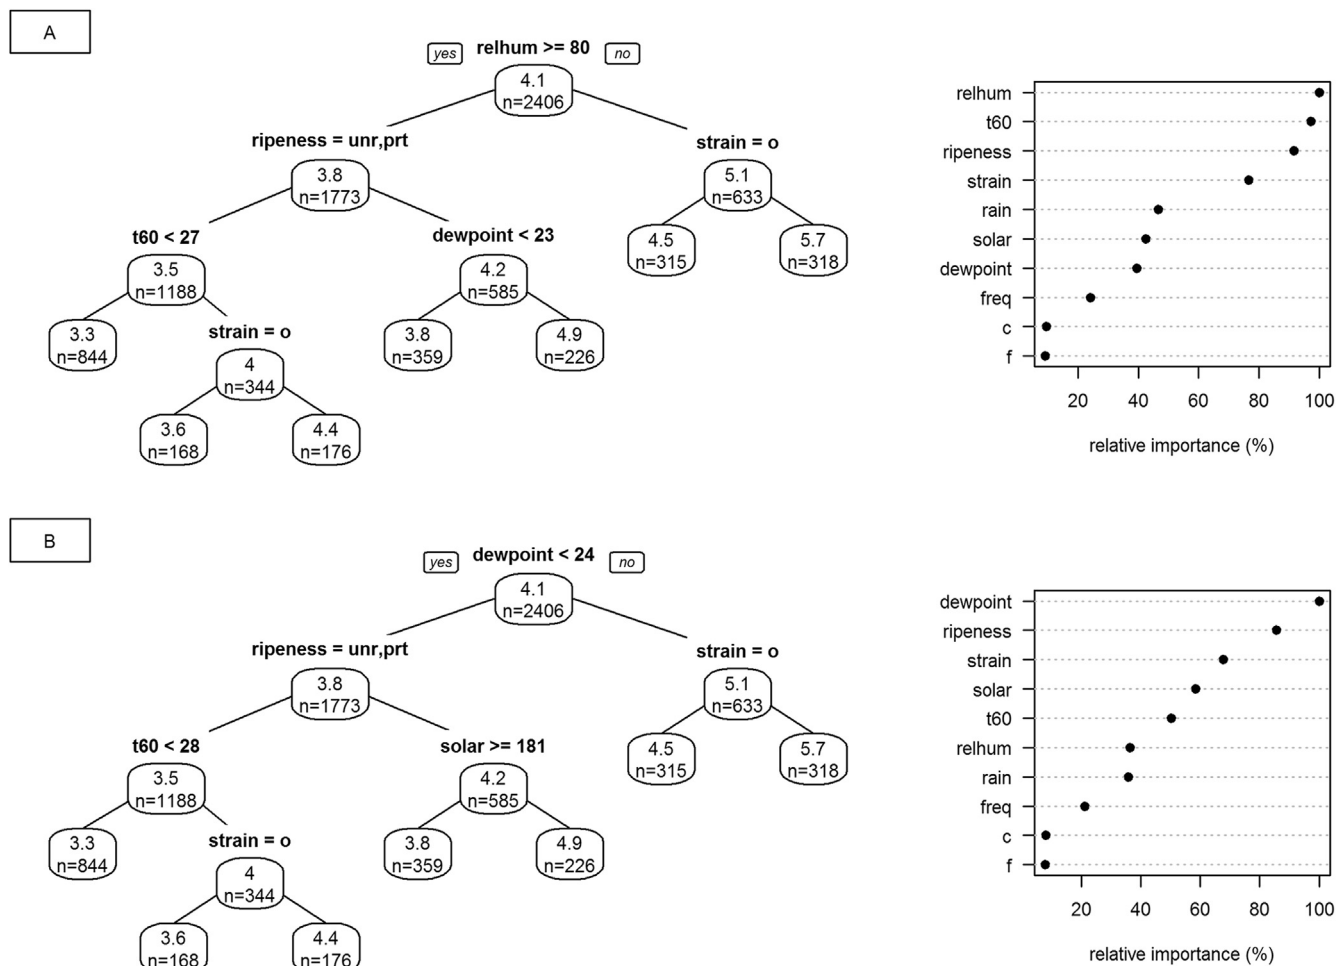 A
yes relhum >= 80 no
4.1
n=2406
ripeness = unr,prt
strain = o
3.8
n=1773
5.1
n=633
t60 < 27
dewpoint < 23
4.5
n=315
5.7
n=318
3.5
n=1188
4.2
n=585
3.3
n=844
strain = o
3.8
n=359
4.9
n=226
4
n=344
3.6
n=168
4.4
n=176
relhum
t60
ripeness
strain
rain
solar
dewpoint
freq
c
f
20 40 60 80 100
relative importance (%)
B
yes dewpoint < 24 no
4.1
n=2406
ripeness = unr,prt
strain = o
3.8
n=1773
5.1
n=633
t60 < 28
solar >= 181
4.5
n=315
5.7
n=318
3.5
n=1188
4.2
n=585
3.3
n=844
strain = o
3.8
n=359
4.9
n=226
4
n=344
3.6
n=168
4.4
n=176
dewpoint
ripeness
strain
solar
t60
relhum
rain
freq
c
f
20 40 60 80 100
relative importance (%)